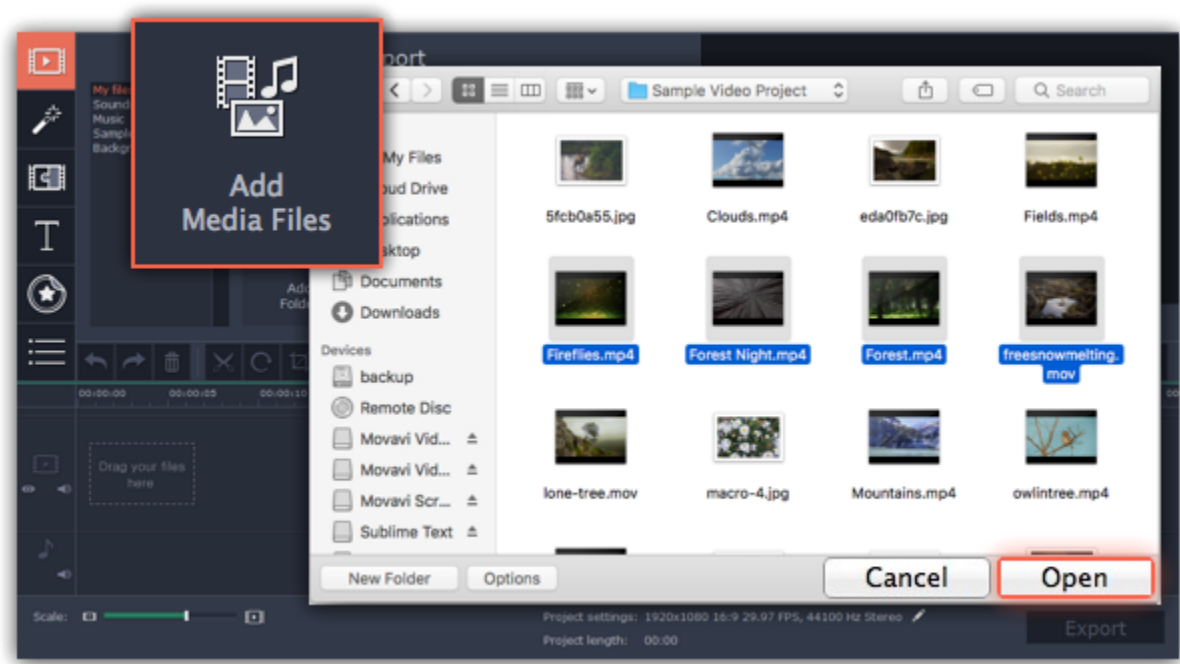 port
My file
Sound
Music
Sampl
Backgr
Add
Media Files
Add
Folde
Sample Video Project
Search
My Files
oud Drive
plications
sktop
Documents
Downloads
Devices
backup
Remote Disc
Movavi Vid...
Movavi Vid...
Movavi Scr...
Sublime Text
5fcb0a55.jpg
Clouds.mp4
eda0fb7c.jpg
Fields.mp4
Fireflies.mp4
Forest Night.mp4
Forest.mp4
freesnowmelting.
mov
lone-tree.mov
macro-4.jpg
Mountains.mp4
owlintree.mp4
New Folder
Options
Cancel
Open
00:00:00
00:00:05
00:00:10
00
Drag your files
here
Scale:
Project settings: 1920x1080 16:9 29.97 FPS, 44100 Hz Stereo
Project length: 00:00
Export